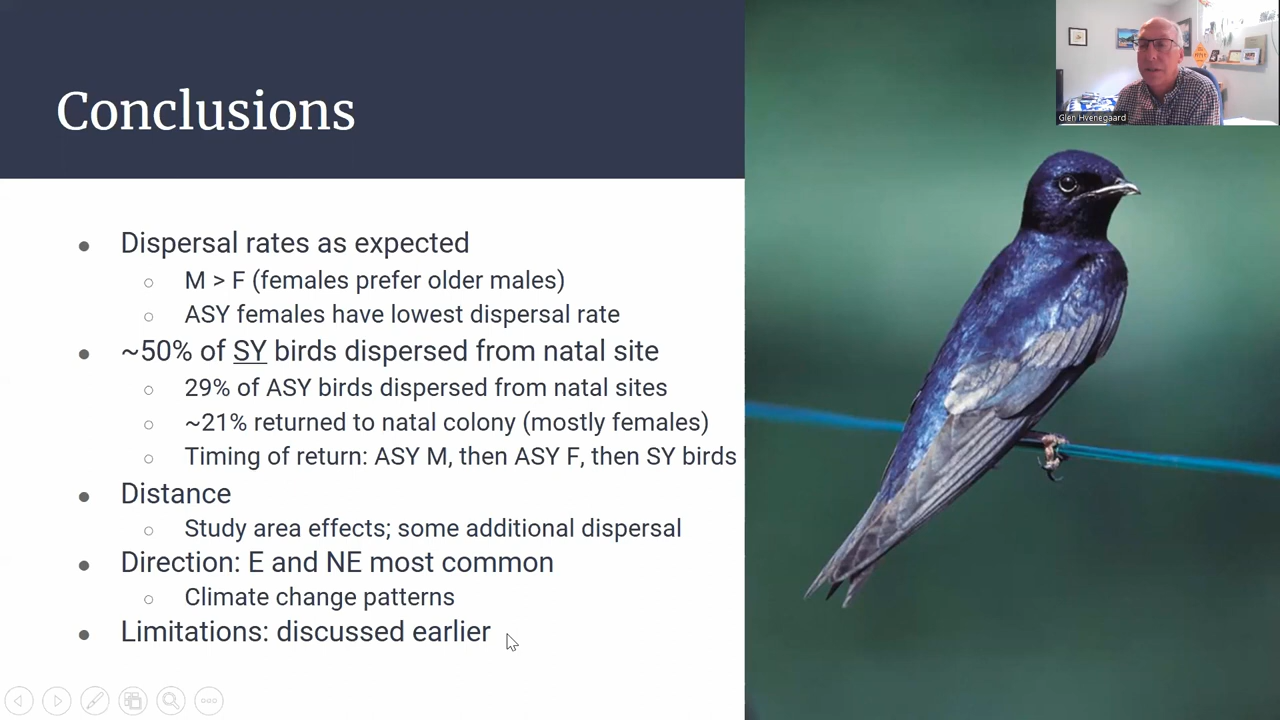 Conclusions
Glen Hvenegaard
Dispersal rates as expected
M > F (females prefer older males)
ASY females have lowest dispersal rate
~50% of SY birds dispersed from natal site
29% of ASY birds dispersed from natal sites
~21% returned to natal colony (mostly females)
Timing of return: ASY M, then ASY F, then SY birds
Distance
Study area effects; some additional dispersal
Direction: E and NE most common
Climate change patterns
Limitations: discussed earlier